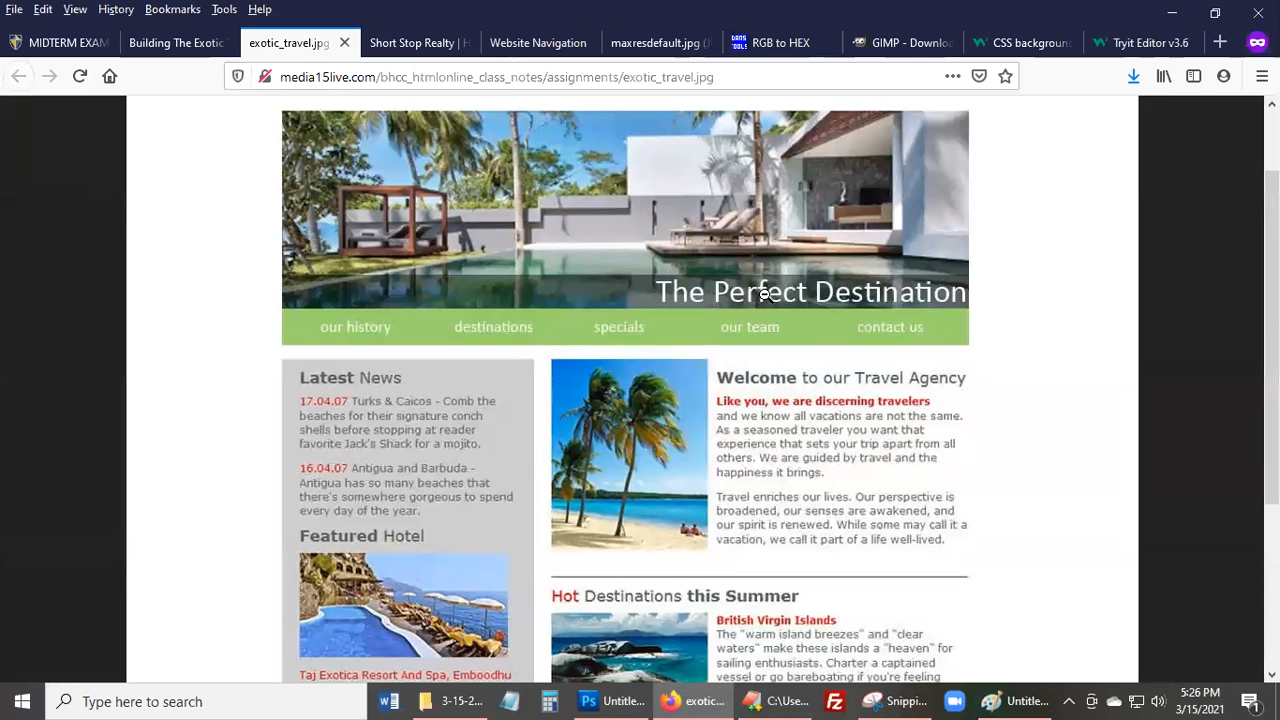 File Edit View History Bookmarks Tools Help
MIDTERM EXAM Building The Exotic exotic_travel.jpg Short Stop Realty | H Website Navigation maxresdefault.jpg (J RGB to HEX GIMP - Downlo CSS background Tryit Editor v3.6
media15live.com/bhcc_htmlonline_class_notes/assignments/exotic_travel.jpg
The Perfect Destination
our history destinations specials our team contact us
Latest News
17.04.07 Turks & Caicos - Comb the
beaches for their signature conch
shells before stopping at reader
favorite Jack's Shack for a mojito.
16.04.07 Antigua and Barbuda -
Antigua has so many beaches that
there's somewhere gorgeous to spend
every day of the year.
Featured Hotel
Taj Exotica Resort And Spa, Emboodhu
Welcome to our Travel Agency
Like you, we are discerning travelers
and we know all vacations are not the same.
As a seasoned traveler you want that
experience that sets your trip apart from all
others. We are guided by travel and the
happiness it brings.
Travel enriches our lives. Our perspective is
broadened, our senses are awakened, and
our spirit is renewed. While some may call it a
vacation, we call it part of a life well-lived.
Hot Destinations this Summer
British Virgin Islands
The "warm island breezes" and "clear
waters" make these islands a "heaven" for
sailing enthusiasts. Charter a captained
vessel or go bareboating if you're feeling
Type here to search 3-15-2... Untitle... exotic... C:\Use... Snippi... Untitle... 5:26 PM
3/15/2021